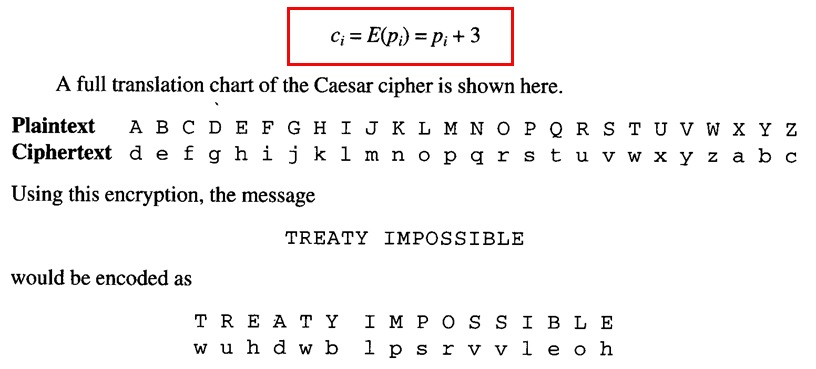 cᵢ = E(pᵢ) = pᵢ + 3
A full translation chart of the Caesar cipher is shown here.
Plaintext A B C D E F G H I J K L M N O P Q R S T U V W X Y Z
Ciphertext d e f g h i j k l m n o p q r s t u v w x y z a b c
Using this encryption, the message
TREATY IMPOSSIBLE
would be encoded as
T R E A T Y I M P O S S I B L E
w u h d w b l p s r v v l e o h